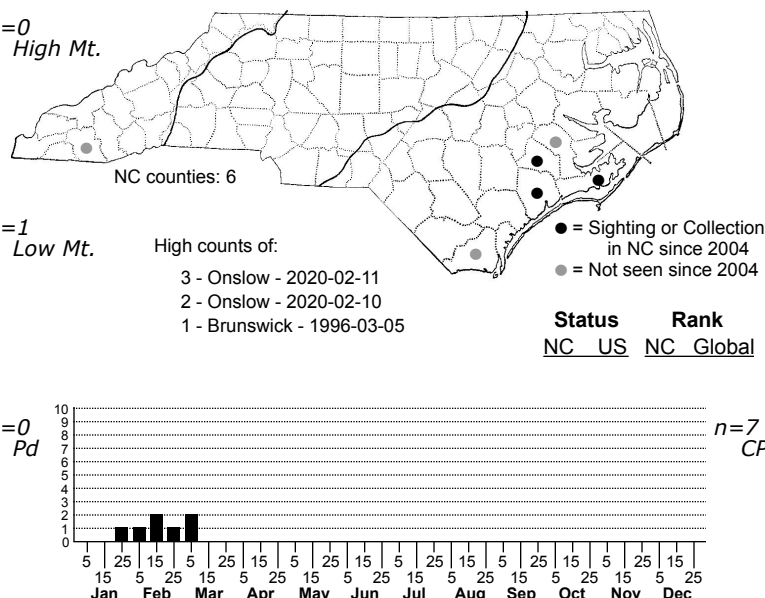 =0
High Mt.
NC counties: 6
=1
Low Mt.
High counts of:
3 - Onslow - 2020-02-11
2 - Onslow - 2020-02-10
1 - Brunswick - 1996-03-05
= Sighting or Collection
in NC since 2004
= Not seen since 2004
Status Rank
NC US NC Global
=0
Pd
n=7
CP
10
9
8
7
6
5
4
3
2
1
0
5 25 15 5 25 15 5 25 15 5 25 15 5 25 15 5 25 15
15 5 25 15 5 25 15 5 25 15 5 25 15 5 25 15 5 25
Jan Feb Mar Apr May Jun Jul Aug Sep Oct Nov Dec